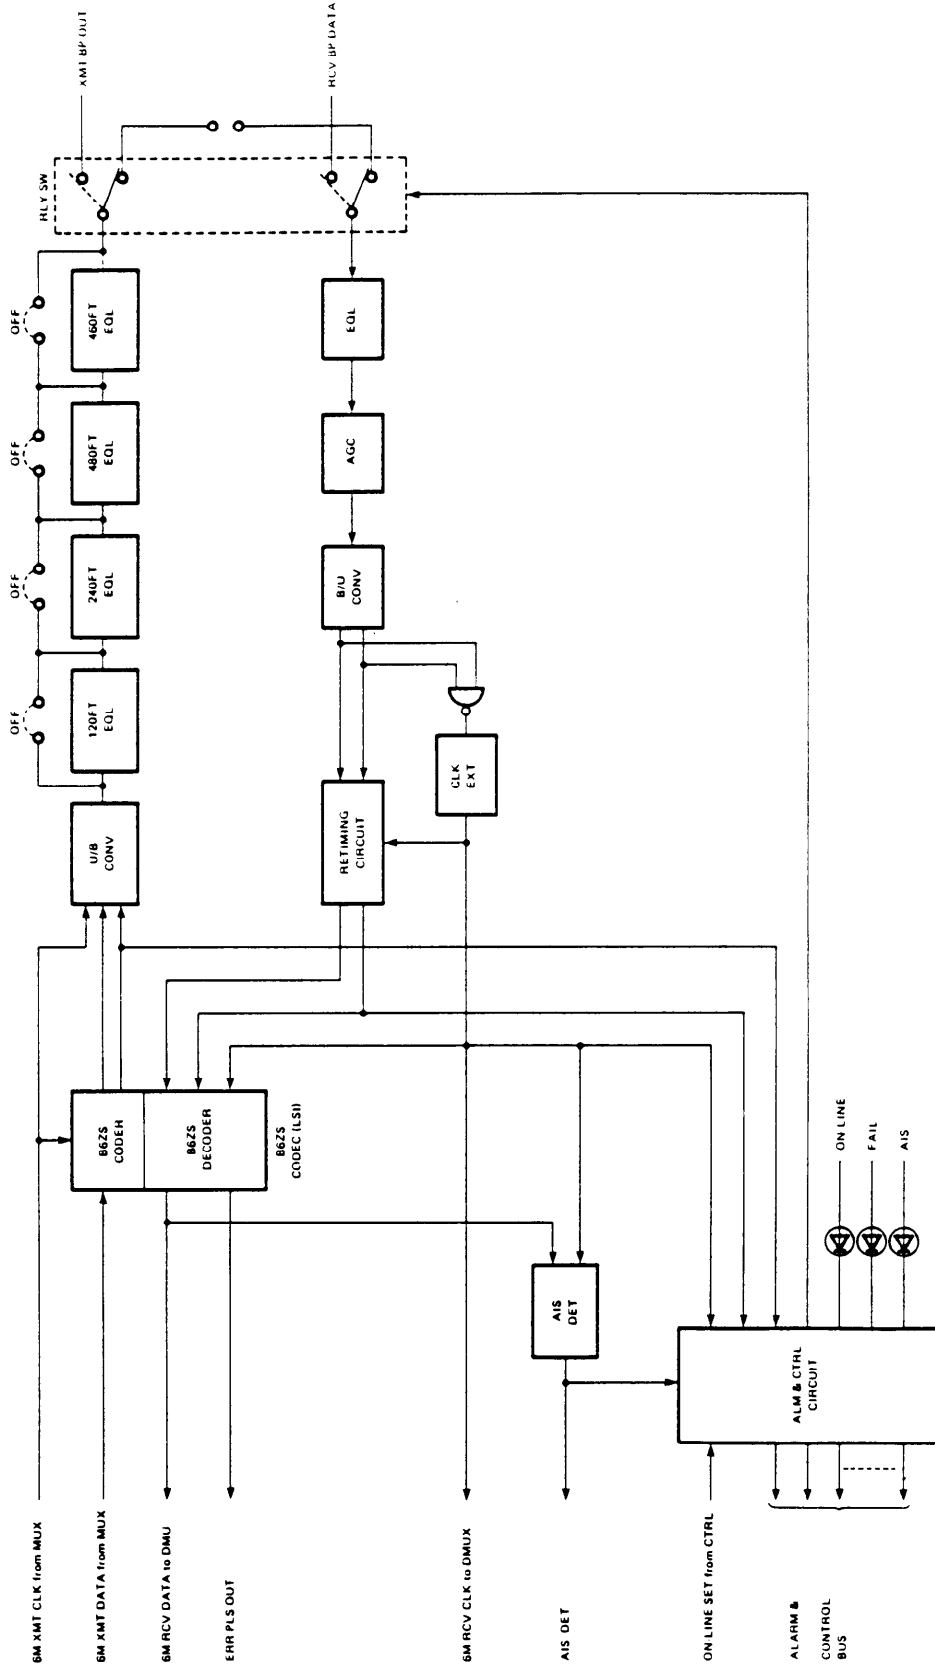 6M XMT CLK from MUX
6M XMT DATA from MUX
6M RCV DATA to DMU
ERR PLS OUT
6M RCV CLK to DMUX
AIS DET
ON-LINE SET from CTRL
ALARM &
CONTROL
BUS
B6ZS
CODER
B6ZS
DECODER
B6ZS
CODEC (LSI)
AIS
DET
ALM & CTRL
CIRCUIT
ON LINE
FAIL
AIS
U/B
CONV
OFF
120FT
EQL
OFF
240FT
EQL
OFF
480FT
EQL
OFF
460FT
EQL
RETIMING
CIRCUIT
CLK
EXT
B/U
CONV
AGC
EQL
RLY SW
XMT BP OUT
RCV BP DATA